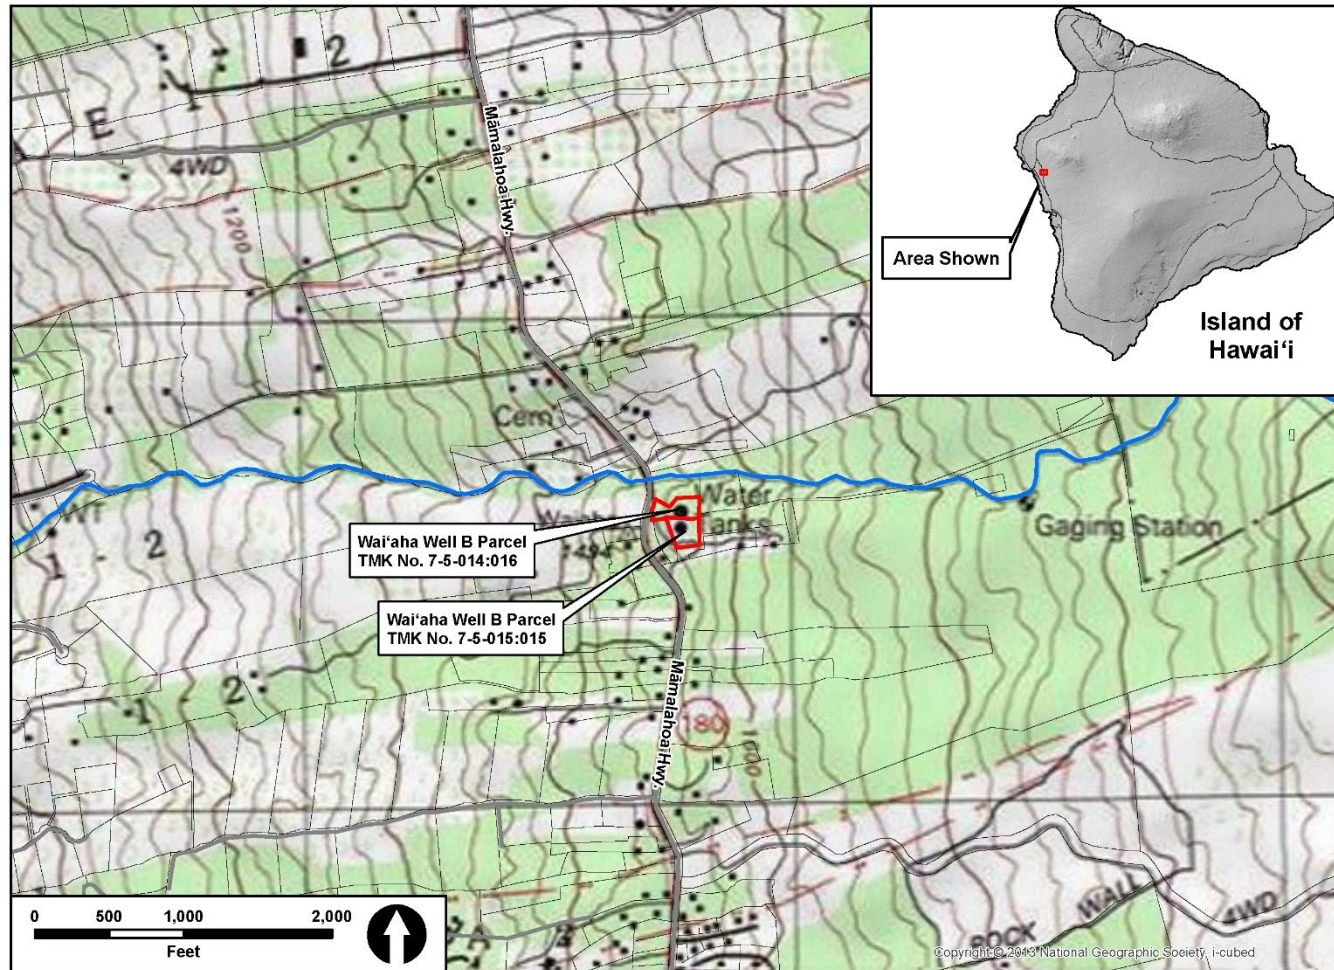 1 - 2
E
4WD
Māmalahoa Hwy.
1200
Area Shown
Island of
Hawai‘i
Cem
Water
Tanks
Gaging Station
Wai‘aha Well B Parcel
TMK No. 7-5-014:016
1494
1 - 2
Wai‘aha Well B Parcel
TMK No. 7-5-015:015
1 - 2
Māmalahoa Hwy.
180
1600
0 500 1,000 2,000
Feet
ROCK WALL
4WD
Copyright:© 2013 National Geographic Society, i-cubed